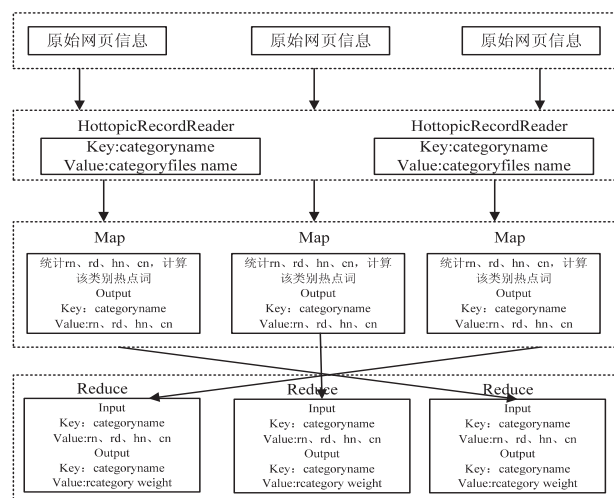 原始网页信息 原始网页信息 原始网页信息
HottopicRecordReader HottopicRecordReader
Key:categoryname Key:categoryname
Value:categoryfiles name Value:categoryfiles name
Map Map Map
统计rn、rd、hn、cn，计算 统计rn、rd、hn、cn，计算 统计rn、rd、hn、cn，计算
该类别热点词 该类别热点词 该类别热点词
Output Output Output
Key：categoryname Key：categoryname Key：categoryname
Value:rn、rd、hn、cn Value:rn、rd、hn、cn Value:rn、rd、hn、cn
Reduce Reduce Reduce
Input Input Input
Key：categoryname Key：categoryname Key：categoryname
Value:rn、rd、hn、cn Value:rn、rd、hn、cn Value:rn、rd、hn、cn
Output Output Output
Key：categoryname Key：categoryname Key：categoryname
Value:rcategory weight Value:rcategory weight Value:rcategory weight